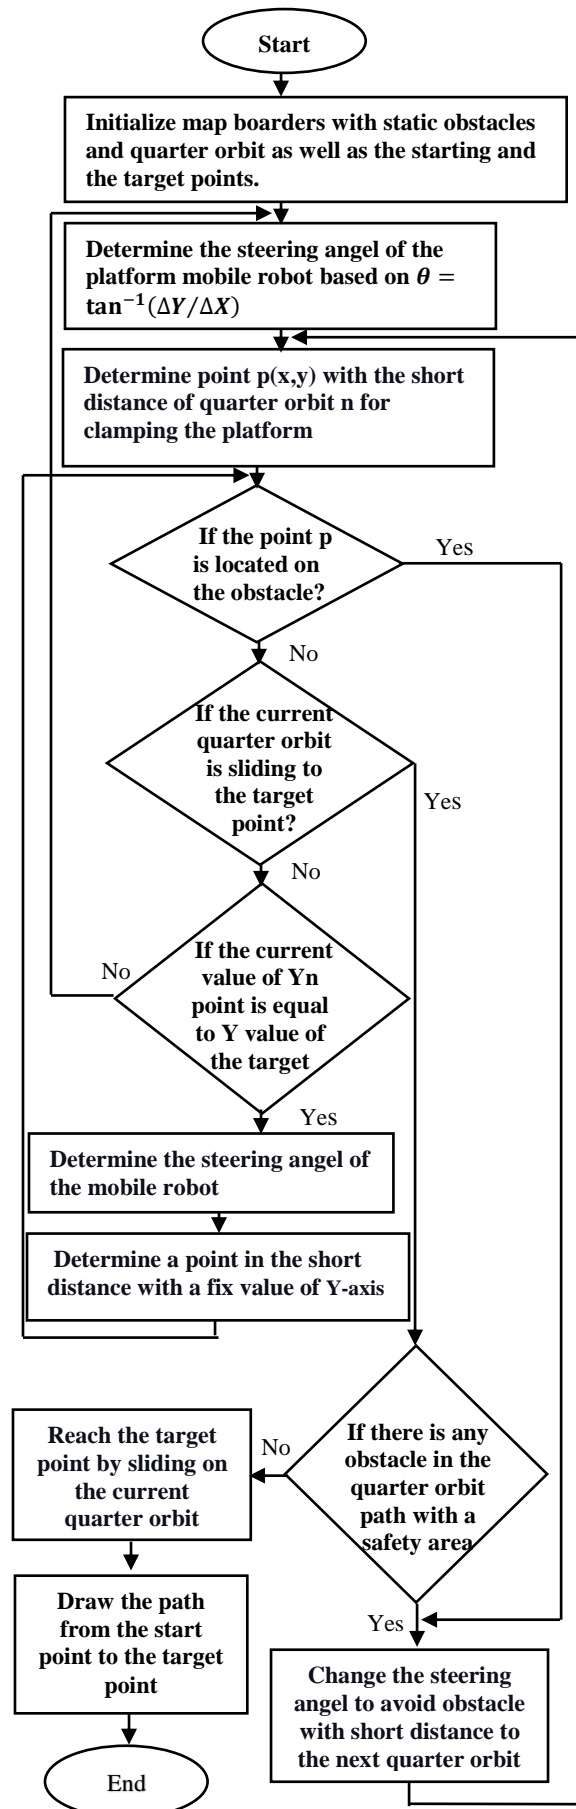 Start
Initialize map boarders with static obstacles
and quarter orbit as well as the starting and
the target points.
Determine the steering angel of the
platform mobile robot based on θ =
tan⁻¹(ΔY/ΔX)
Determine point p(x,y) with the short
distance of quarter orbit n for
clamping the platform
If the point p
is located on
the obstacle?
Yes
No
If the current
quarter orbit
is sliding to
the target
point?
Yes
No
If the current
value of Yn
point is equal
to Y value of
the target
No
Yes
Determine the steering angel of
the mobile robot
Determine a point in the short
distance with a fix value of Y-axis
If there is any
obstacle in the
quarter orbit
path with a
safety area
No
Yes
Reach the target
point by sliding on
the current
quarter orbit
Draw the path
from the start
point to the target
point
Change the steering
angel to avoid obstacle
with short distance to
the next quarter orbit
End